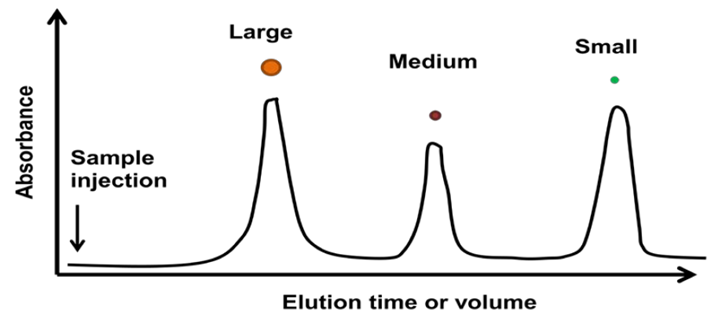 Large
Medium
Small
Absorbance
Sample
injection
Elution time or volume